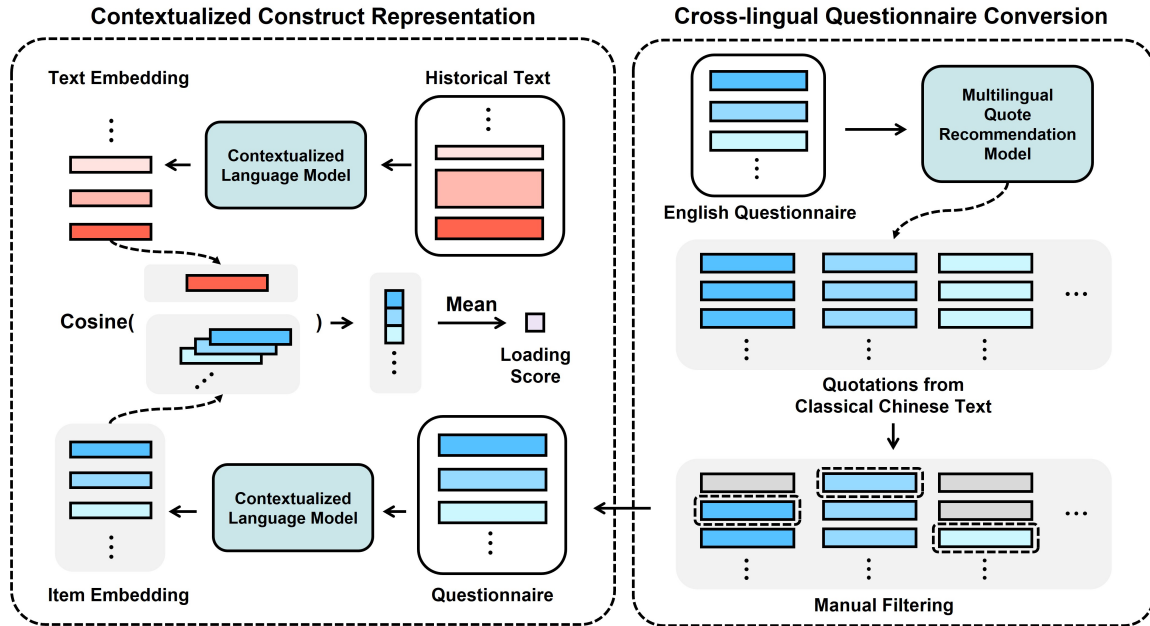 Contextualized Construct Representation
Text Embedding
Historical Text
Contextualized
Language Model
Cosine(
)
Mean
Loading
Score
Contextualized
Language Model
Item Embedding
Questionnaire
Cross-lingual Questionnaire Conversion
Multilingual
Quote
Recommendation
Model
English Questionnaire
...
Quotations from
Classical Chinese Text
...
Manual Filtering